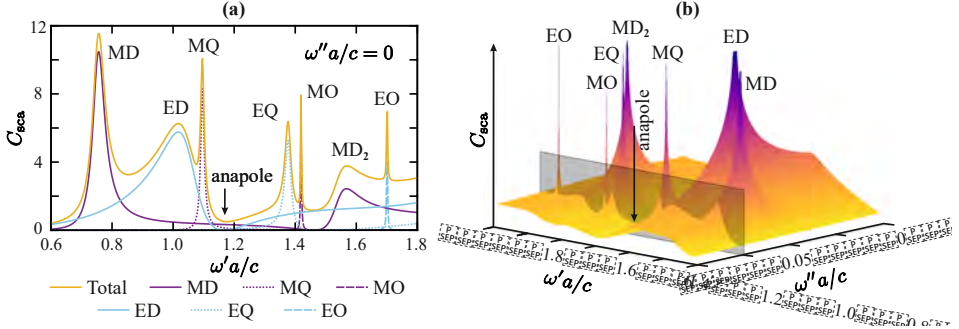 (a)
12
8
4
0
C_sca
MD
ED
MQ
EQ
MO
MD₂
EO
ω″a/c = 0
anapole
0.6 0.8 1.0 1.2 1.4 1.6 1.8
ω′a/c
Total MD MQ MO
ED EQ EO
(b)
C_sca
EO
EQ
MD₂
MO
MQ
ED
MD
anapole
1.8
1.6
1.2
1.0
0.8
ω′a/c
0.05
0
ω″a/c